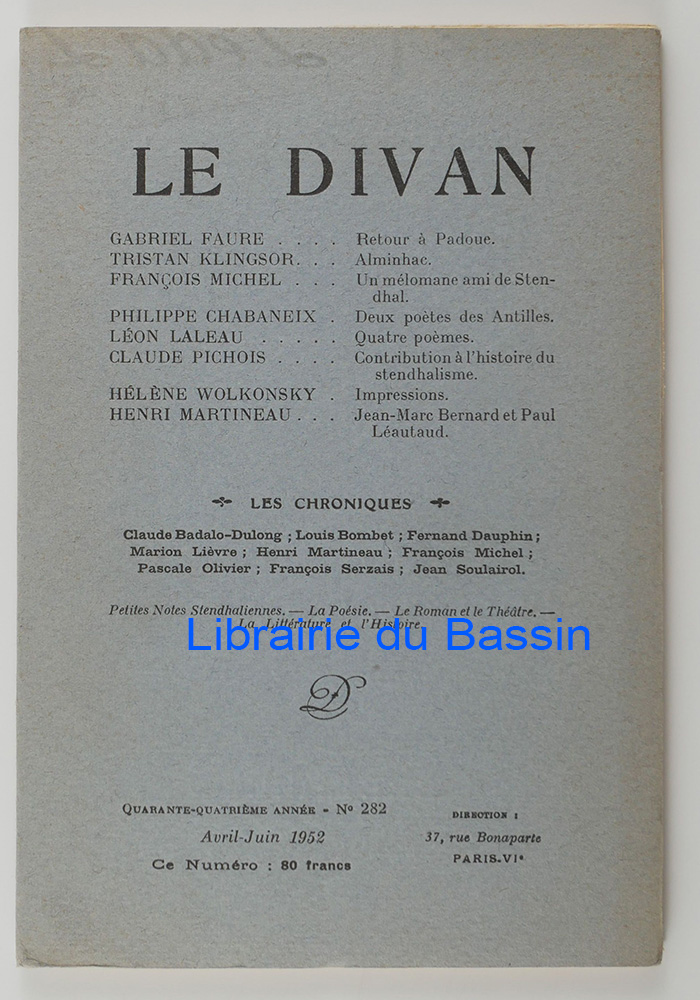 LE DIVAN
GABRIEL FAURE . . . . Retour à Padoue.
TRISTAN KLINGSOR. . . Alminhac.
FRANÇOIS MICHEL . . . Un mélomane ami de Sten-
dhal.
PHILIPPE CHABANEIX . Deux poètes des Antilles.
LÉON LALEAU . . . . . Quatre poèmes.
CLAUDE PICHOIS . . . . Contribution à l'histoire du
stendhalisme.
HÉLÈNE WOLKONSKY . Impressions.
HENRI MARTINEAU . . . Jean-Marc Bernard et Paul
Léautaud.
LES CHRONIQUES
Claude Badalo-Dulong ; Louis Bombet ; Fernand Dauphin ;
Marion Lièvre ; Henri Martineau ; François Michel ;
Pascale Olivier ; François Serzais ; Jean Soulairol.
Petites Notes Stendhaliennes. — La Poésie. — Le Roman et le Théâtre. —
La Littérature et l'Histoire.
Librairie du Bassin
D
QUARANTE-QUATRIÈME ANNÉE - Nº 282
Avril-Juin 1952
Ce Numéro : 80 francs
DIRECTION :
37, rue Bonaparte
PARIS-VIe